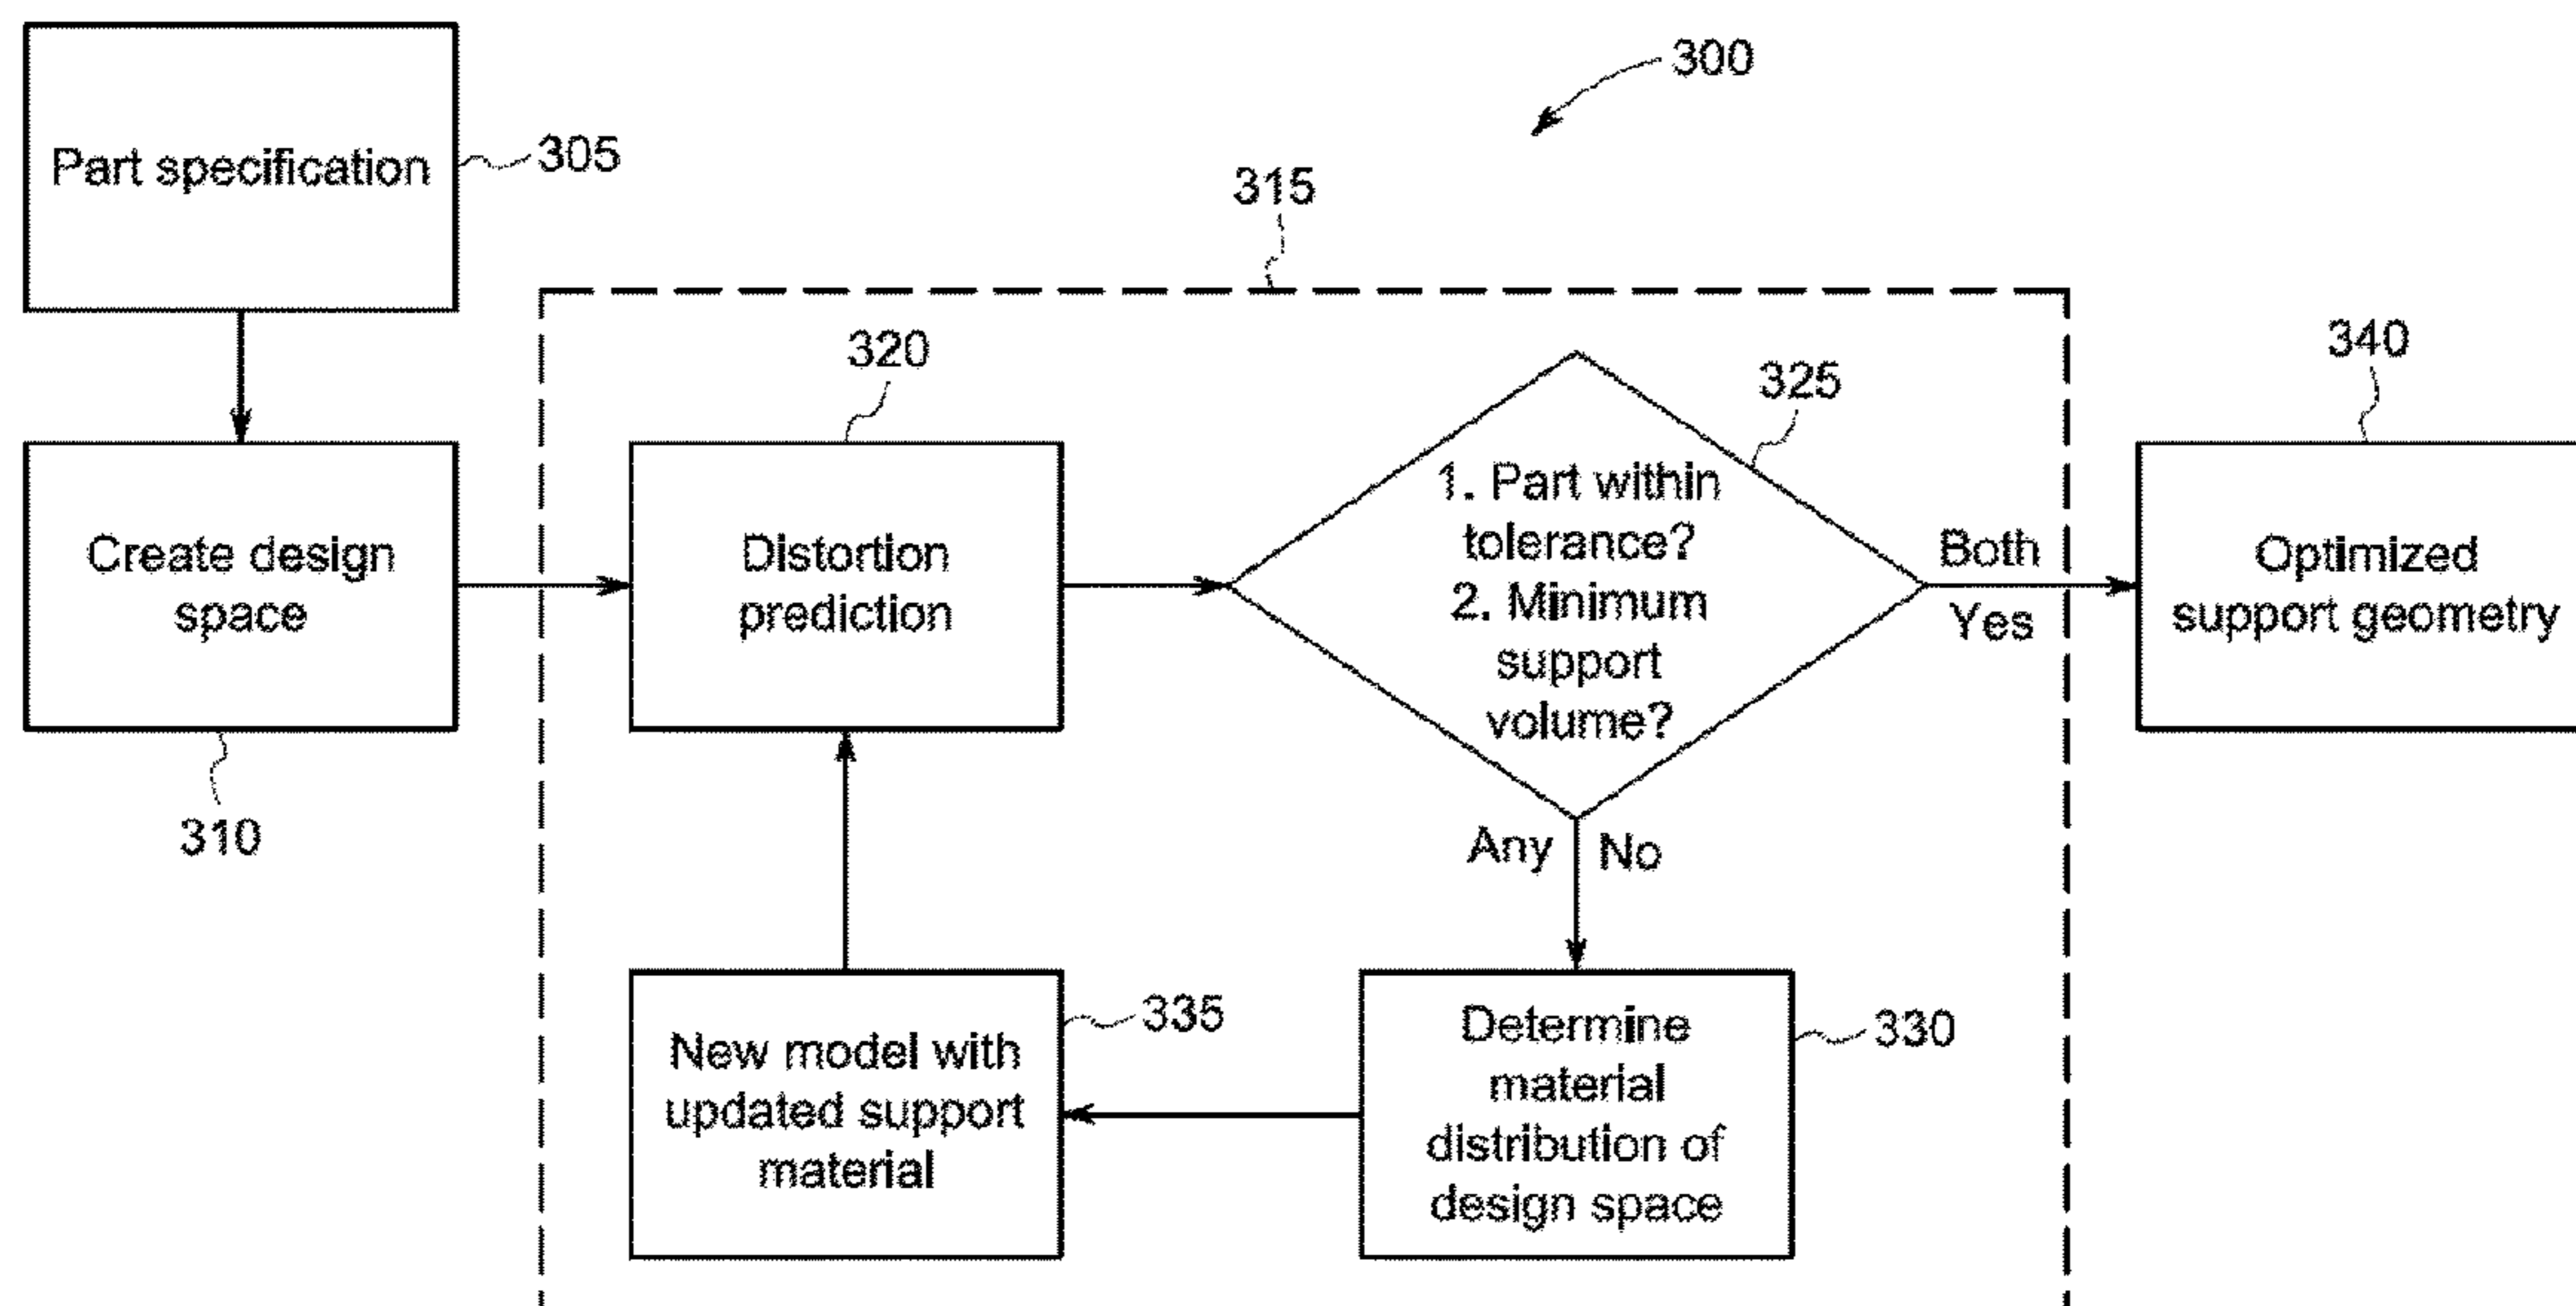 300
Part specification
305
315
320
325
340
Create design
space
310
Distortion
prediction
1. Part within
tolerance?
2. Minimum
support
volume?
Both
Yes
Optimized
support geometry
Any
No
New model with
updated support
material
335
Determine
material
distribution of
design space
330